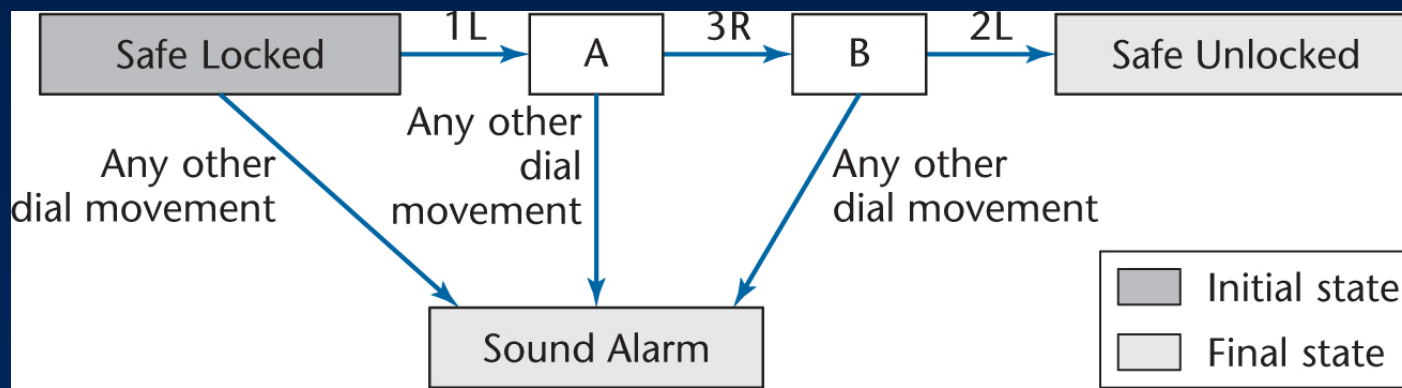 1L
3R
2L
Safe Locked
A
B
Safe Unlocked
Any other
dial movement
Any other
dial
movement
Any other
dial movement
Sound Alarm
Initial state
Final state